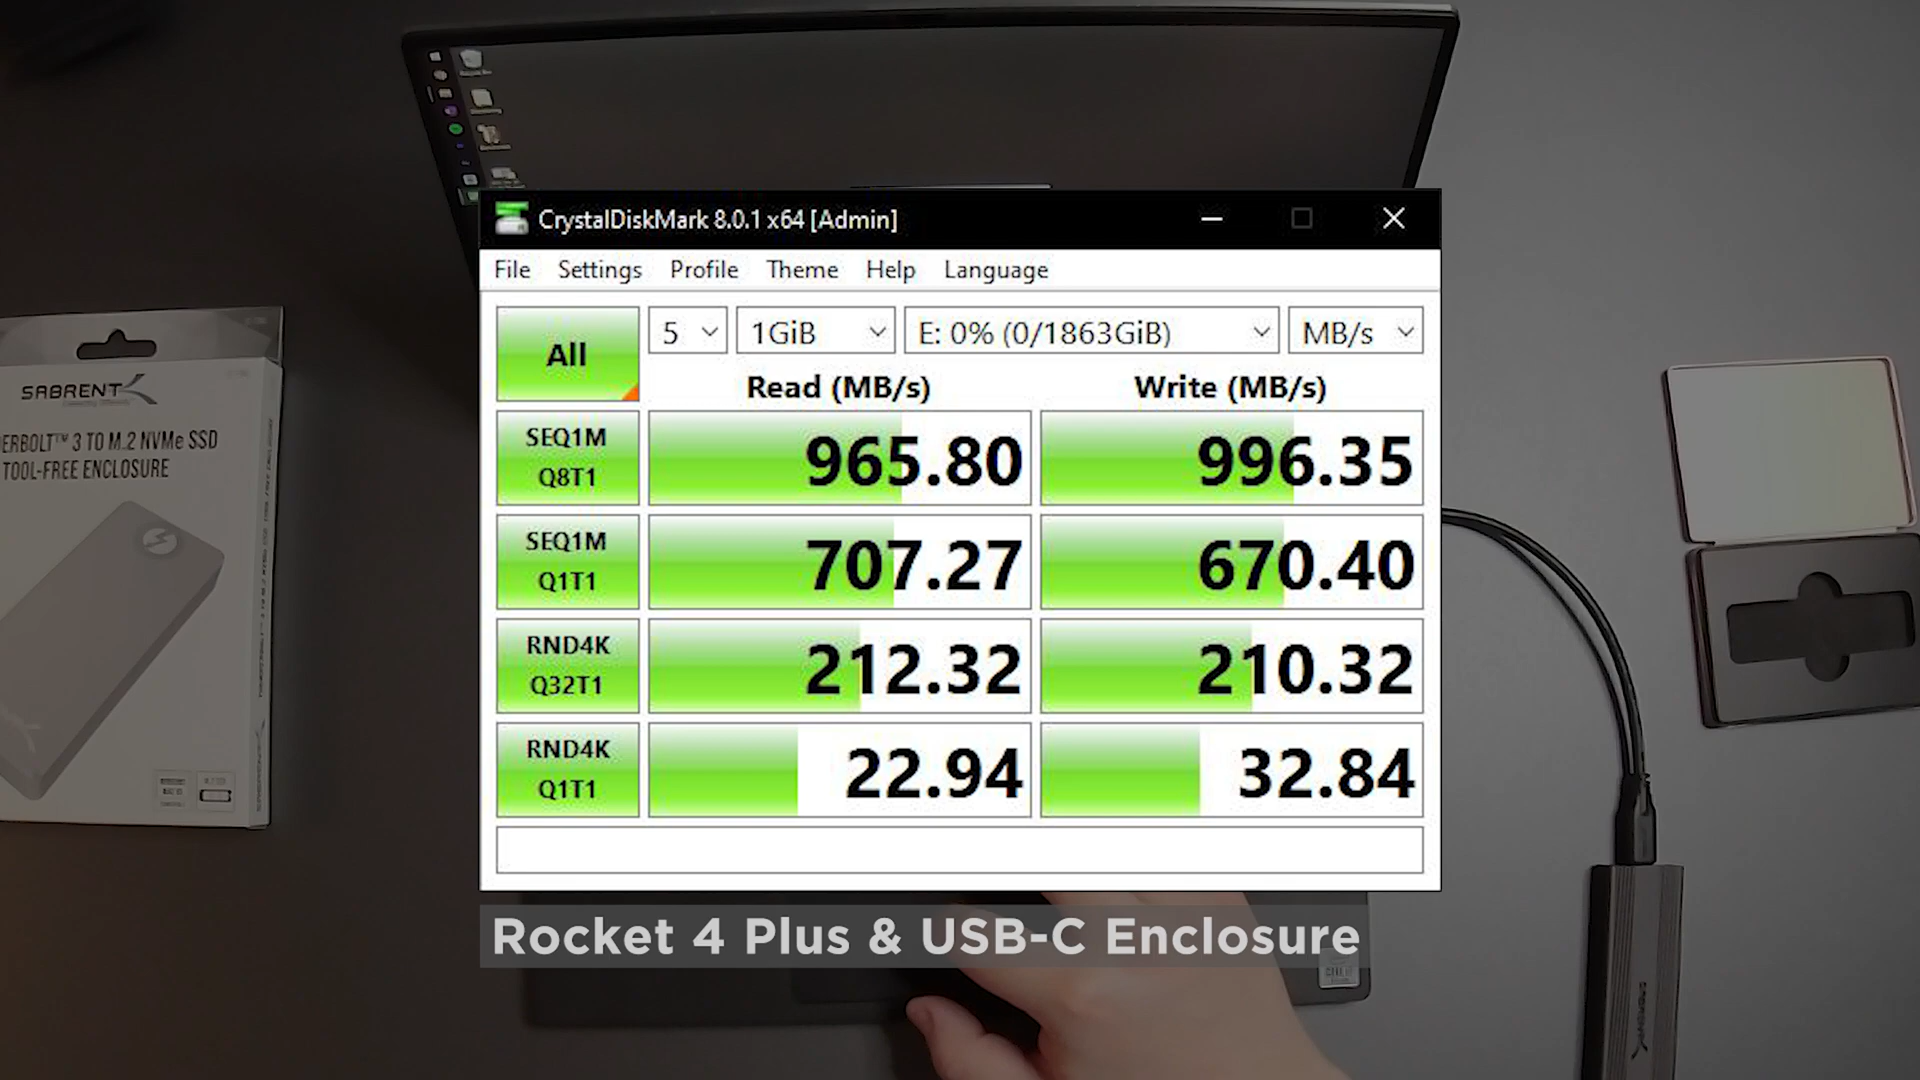 CrystalDiskMark 8.0.1 x64 [Admin]
File Settings Profile Theme Help Language
All
5 1GiB E: 0% (0/1863GiB) MB/s
Read (MB/s) Write (MB/s)
SEQ1M
Q8T1
965.80 996.35
SEQ1M
Q1T1
707.27 670.40
RND4K
Q32T1
212.32 210.32
RND4K
Q1T1
22.94 32.84
Rocket 4 Plus & USB-C Enclosure
SABRENT
ERBOLT™ 3 TO M.2 NVMe SSD
TOOL-FREE ENCLOSURE
SABRENT